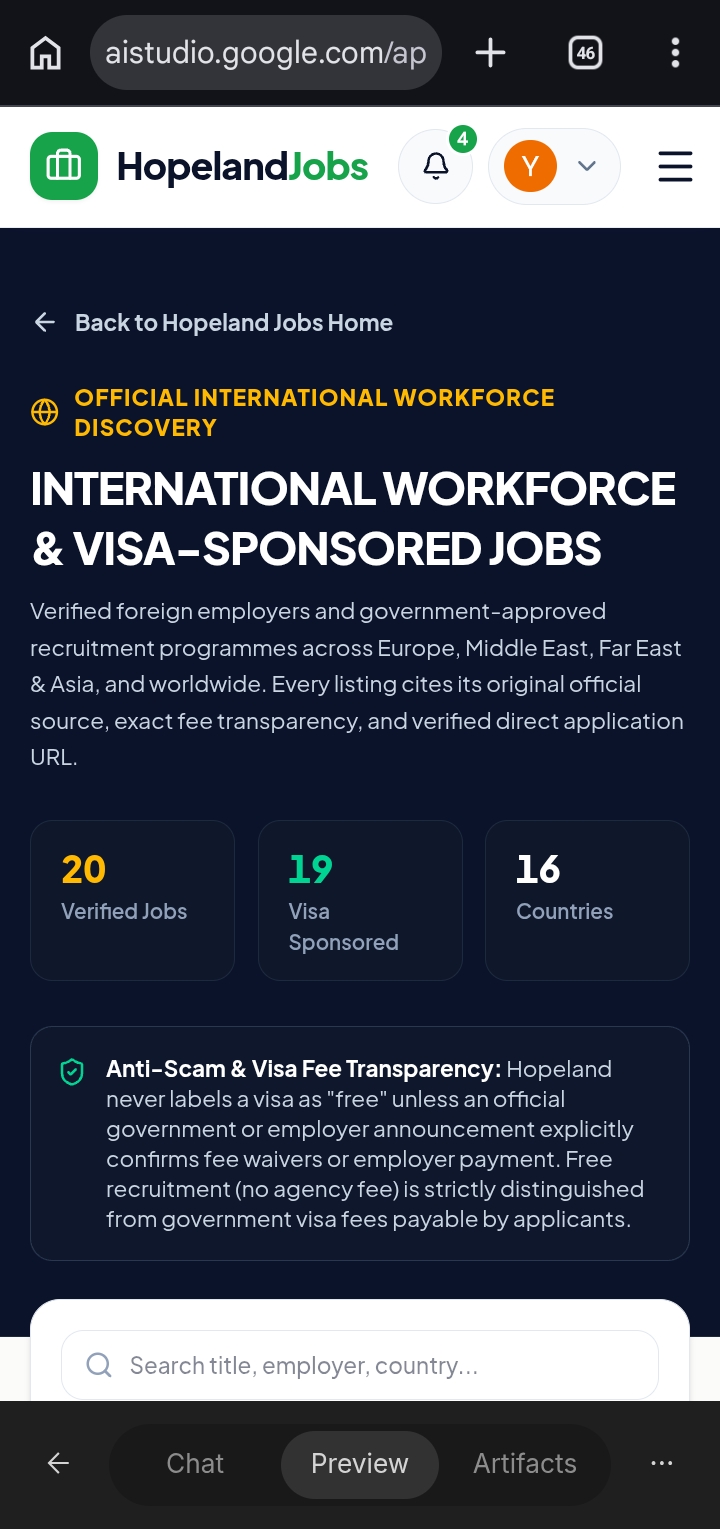 aistudio.google.com/ap
46
HopelandJobs
4
Y
Back to Hopeland Jobs Home
OFFICIAL INTERNATIONAL WORKFORCE
DISCOVERY
INTERNATIONAL WORKFORCE
& VISA-SPONSORED JOBS
Verified foreign employers and government-approved
recruitment programmes across Europe, Middle East, Far East
& Asia, and worldwide. Every listing cites its original official
source, exact fee transparency, and verified direct application
URL.
20
Verified Jobs
19
Visa
Sponsored
16
Countries
Anti-Scam & Visa Fee Transparency: Hopeland
never labels a visa as "free" unless an official
government or employer announcement explicitly
confirms fee waivers or employer payment. Free
recruitment (no agency fee) is strictly distinguished
from government visa fees payable by applicants.
Search title, employer, country...
Chat
Preview
Artifacts